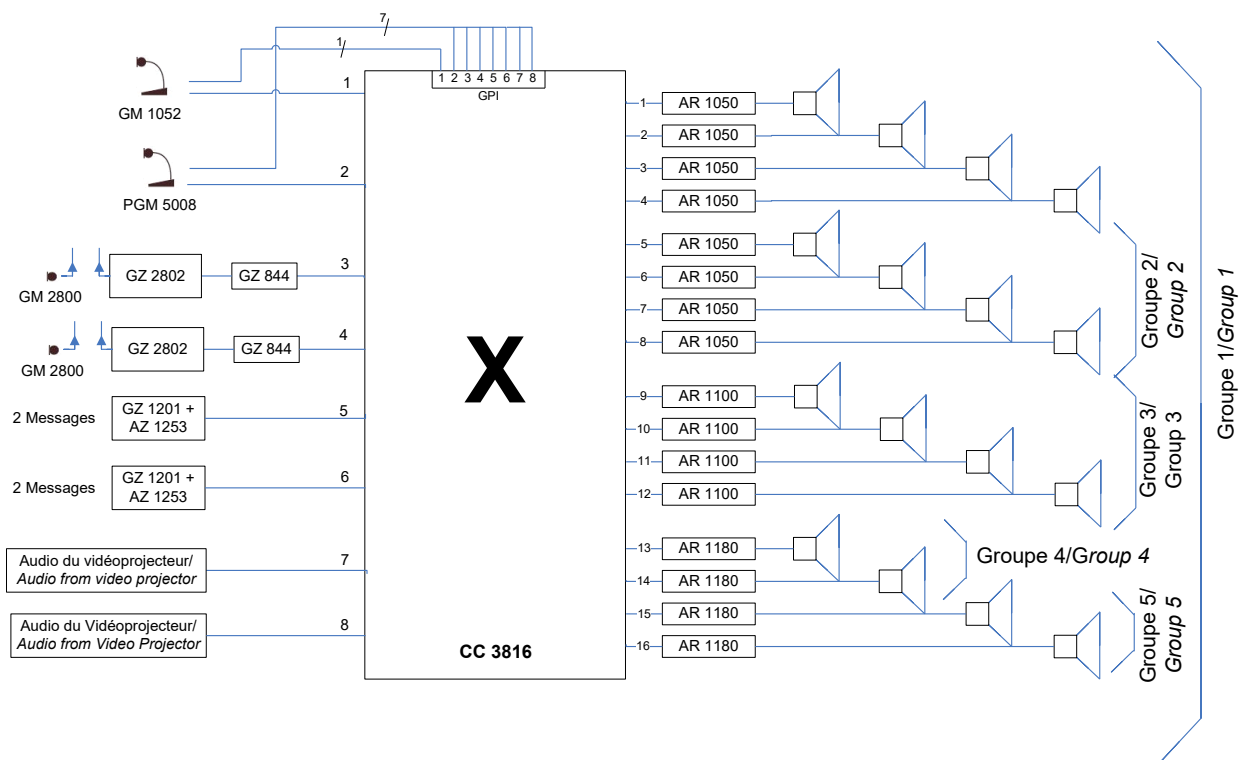 7
1
1 2 3 4 5 6 7 8
GPI
GM 1052
1
PGM 5008
2
GM 2800
GZ 2802
GZ 844
3
GM 2800
GZ 2802
GZ 844
4
2 Messages
GZ 1201 +
AZ 1253
5
2 Messages
GZ 1201 +
AZ 1253
6
Audio du vidéoprojecteur/
Audio from video projector
7
Audio du Vidéoprojecteur/
Audio from Video Projector
8
X
CC 3816
1 AR 1050
2 AR 1050
3 AR 1050
4 AR 1050
5 AR 1050
6 AR 1050
7 AR 1050
8 AR 1050
9 AR 1100
10 AR 1100
11 AR 1100
12 AR 1100
13 AR 1180
14 AR 1180
15 AR 1180
16 AR 1180
Groupe 2/
Group 2
Groupe 3/
Group 3
Groupe 4/Group 4
Groupe 5/
Group 5
Groupe 1/Group 1